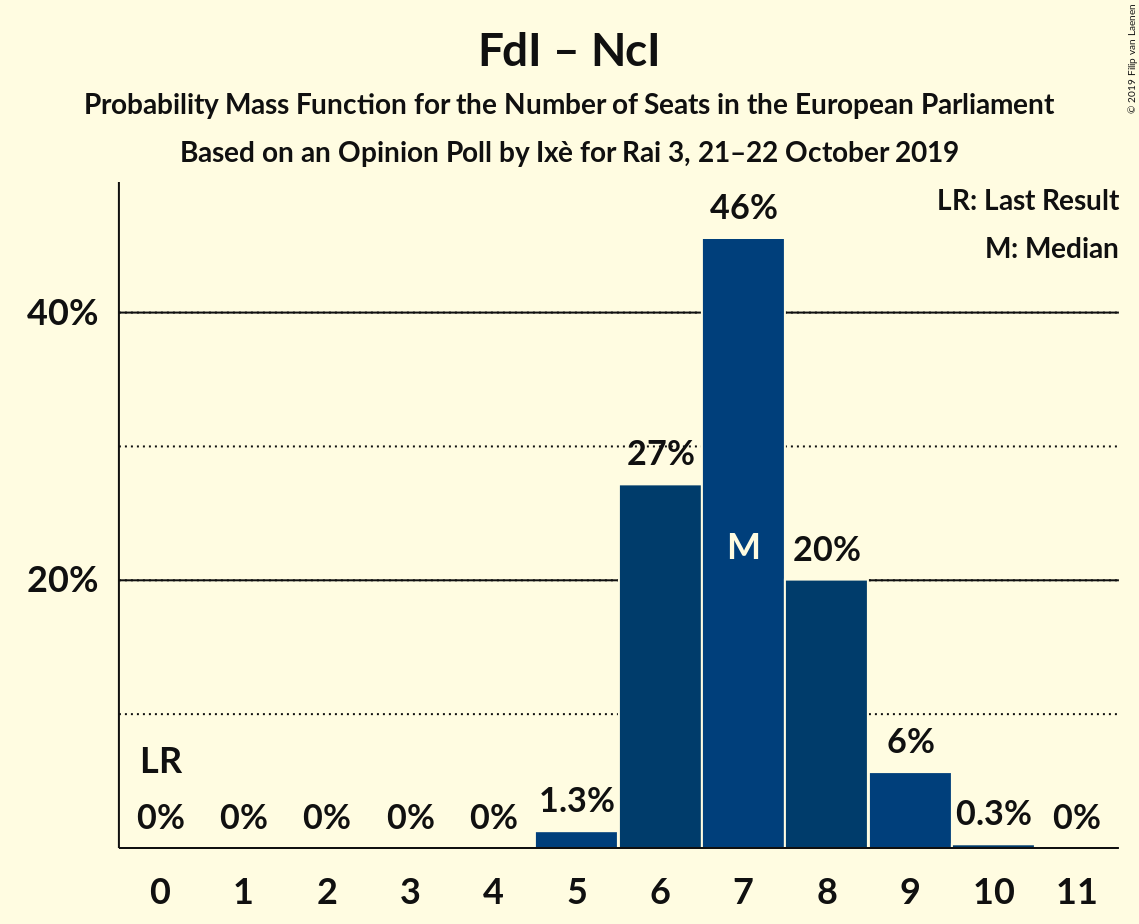 FdI – NcI
Probability Mass Function for the Number of Seats in the European Parliament
Based on an Opinion Poll by Ixè for Rai 3, 21–22 October 2019
© 2019 Filip van Laenen
LR: Last Result
M: Median
40%
20%
LR
0%
0%
0%
0%
0%
1.3%
27%
46%
M
20%
6%
0.3%
0%
0 1 2 3 4 5 6 7 8 9 10 11